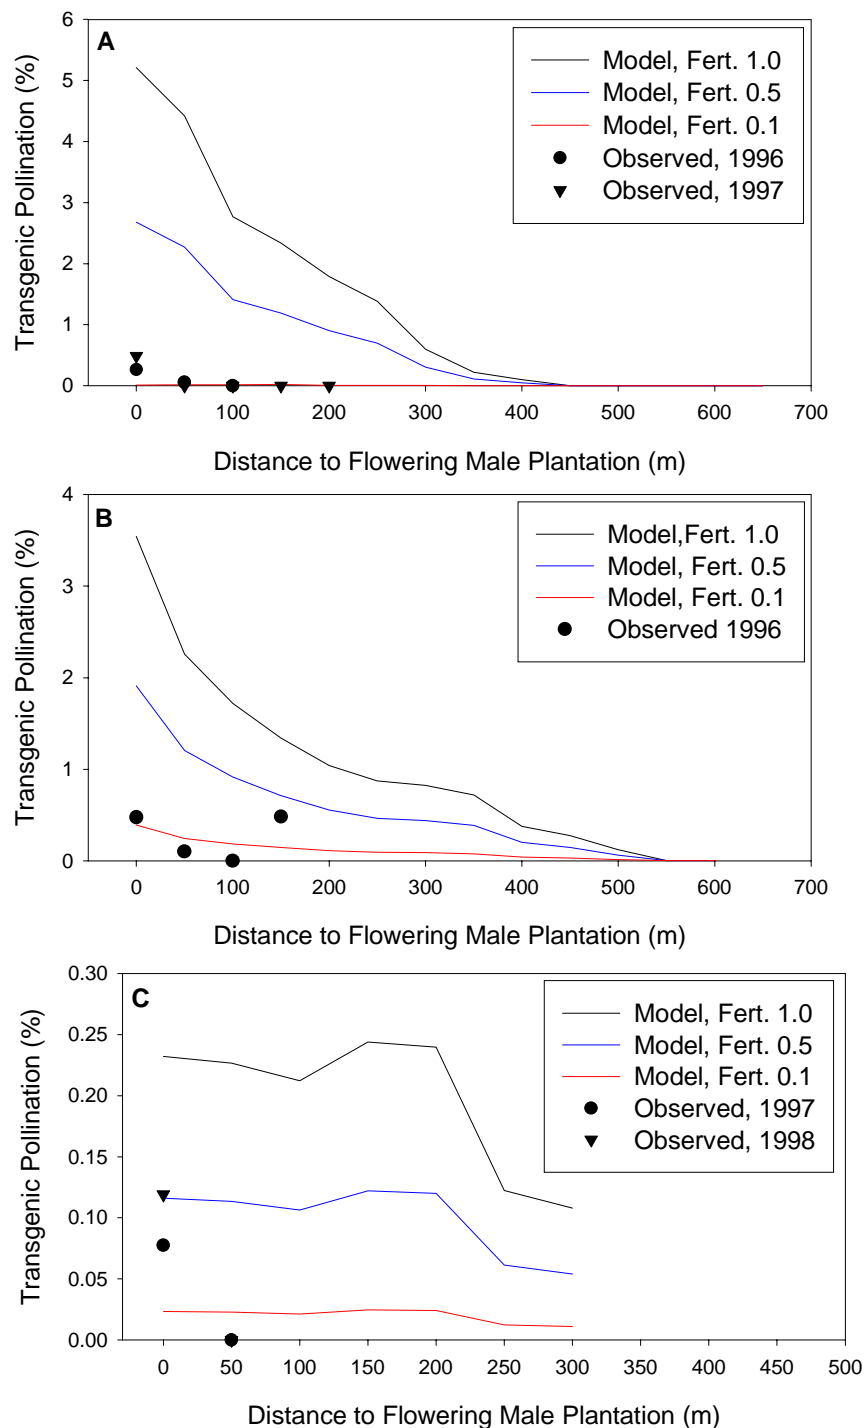 A
Model, Fert. 1.0
Model, Fert. 0.5
Model, Fert. 0.1
Observed, 1996
Observed, 1997
Transgenic Pollination (%)
6
5
4
3
2
1
0
0 100 200 300 400 500 600 700
Distance to Flowering Male Plantation (m)
B
Model,Fert. 1.0
Model, Fert. 0.5
Model, Fert. 0.1
Observed 1996
Transgenic Pollination (%)
4
3
2
1
0
0 100 200 300 400 500 600 700
Distance to Flowering Male Plantation (m)
C
Model, Fert. 1.0
Model, Fert. 0.5
Model, Fert. 0.1
Observed, 1997
Observed, 1998
Transgenic Pollination (%)
0.30
0.25
0.20
0.15
0.10
0.05
0.00
0 50 100 150 200 250 300 350 400 450 500
Distance to Flowering Male Plantation (m)